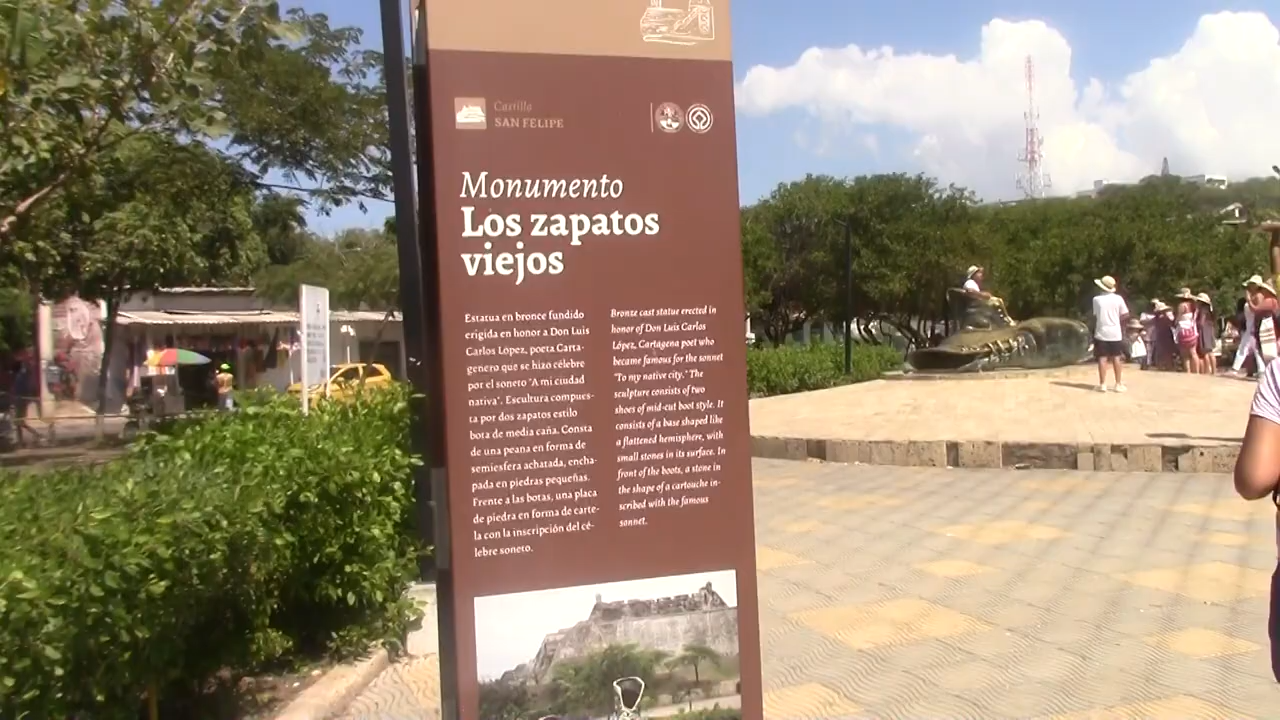 Castillo
SAN FELIPE
Monumento
Los zapatos
viejos
Estatua en bronce fundido
erigida en honor a Don Luis
Carlos López, poeta Carta-
genero que se hizo célebre
por el soneto "A mi ciudad
nativa". Escultura compues-
ta por dos zapatos estilo
bota de media caña. Consta
de una peana en forma de
semiesfera achatada, encha-
pada en piedras pequeñas.
Frente a las botas, una placa
de piedra en forma de carte-
la con la inscripción del cé-
lebre soneto.
Bronze cast statue erected in
honor of Don Luis Carlos
López, Cartagena poet who
became famous for the sonnet
"To my native city." The
sculpture consists of two
shoes of mid-cut boot style. It
consists of a base shaped like
a flattened hemisphere, with
small stones in its surface. In
front of the boots, a stone in
the shape of a cartouche in-
scribed with the famous
sonnet.